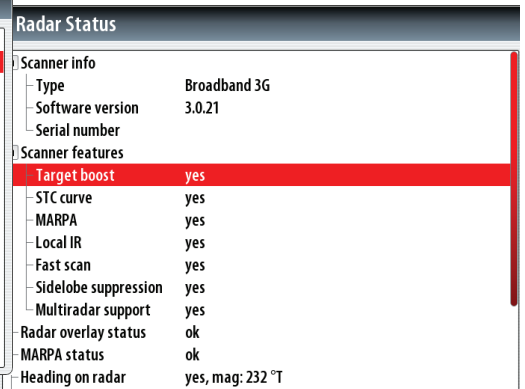 Radar Status
Scanner info
Type Broadband 3G
Software version 3.0.21
Serial number
Scanner features
Target boost yes
STC curve yes
MARPA yes
Local IR yes
Fast scan yes
Sidelobe suppression yes
Multiradar support yes
Radar overlay status ok
MARPA status ok
Heading on radar yes, mag: 232 °T